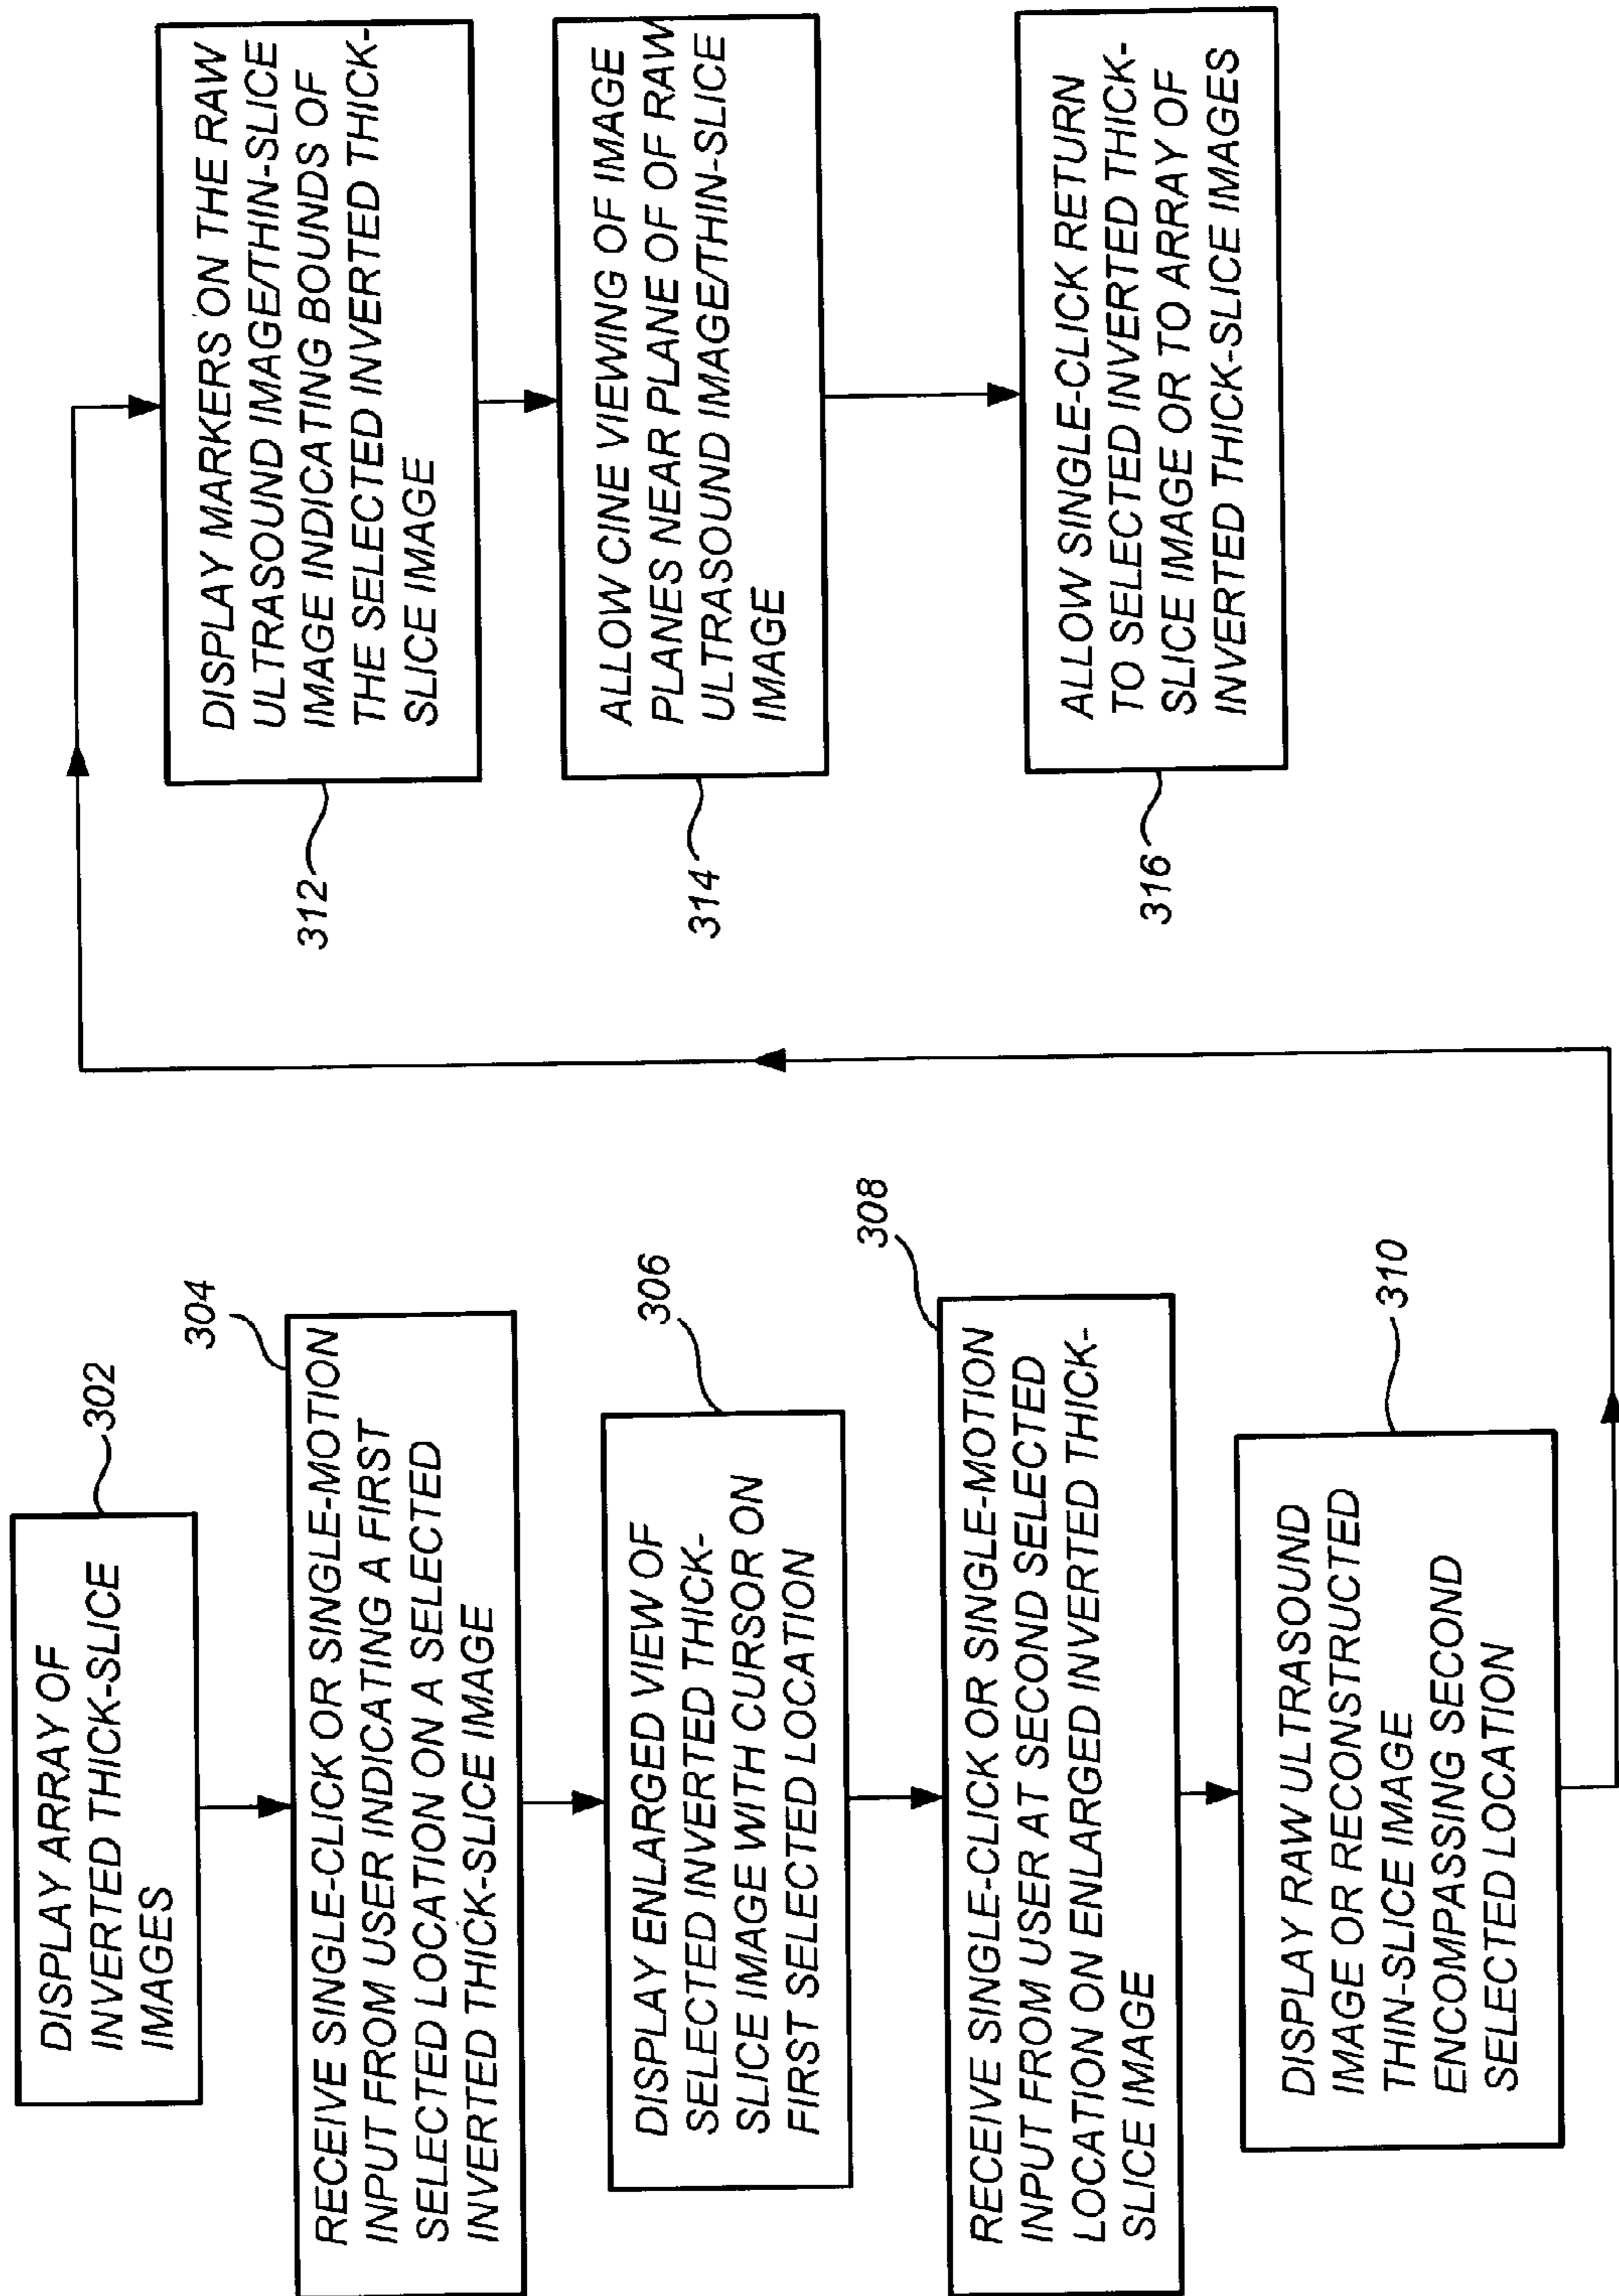 302
DISPLAY ARRAY OF
INVERTED THICK-SLICE
IMAGES
304
RECEIVE SINGLE-CLICK OR SINGLE-MOTION
INPUT FROM USER INDICATING A FIRST
SELECTED LOCATION ON A SELECTED
INVERTED THICK-SLICE IMAGE
306
DISPLAY ENLARGED VIEW OF
SELECTED INVERTED THICK-
SLICE IMAGE WITH CURSOR ON
FIRST SELECTED LOCATION
308
RECEIVE SINGLE-CLICK OR SINGLE-MOTION
INPUT FROM USER AT SECOND SELECTED
LOCATION ON ENLARGED INVERTED THICK-
SLICE IMAGE
310
DISPLAY RAW ULTRASOUND
IMAGE OR RECONSTRUCTED
THIN-SLICE IMAGE
ENCOMPASSING SECOND
SELECTED LOCATION
312
DISPLAY MARKERS ON THE RAW
ULTRASOUND IMAGE/THIN-SLICE
IMAGE INDICATING BOUNDS OF
THE SELECTED INVERTED THICK-
SLICE IMAGE
314
ALLOW CINE VIEWING OF IMAGE
PLANES NEAR PLANE OF RAW
ULTRASOUND IMAGE/THIN-SLICE
IMAGE
316
ALLOW SINGLE-CLICK RETURN
TO SELECTED INVERTED THICK-
SLICE IMAGE OR TO ARRAY OF
INVERTED THICK-SLICE IMAGES